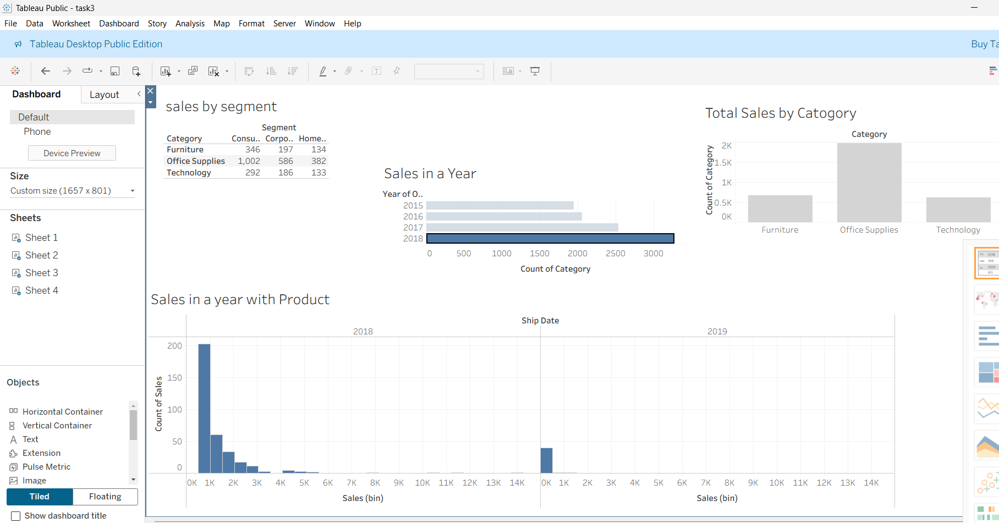 Tableau Public - task3
File Data Worksheet Dashboard Story Analysis Map Format Server Window Help
Tableau Desktop Public Edition
Buy Ta
Dashboard
Layout
Default
Phone
Device Preview
Size
Custom size (1657 x 801)
Sheets
Sheet 1
Sheet 2
Sheet 3
Sheet 4
Objects
Horizontal Container
Vertical Container
Text
Extension
Pulse Metric
Image
Tiled
Floating
Show dashboard title
sales by segment
Segment
Category Consu.. Corpo.. Home..
Furniture 346 197 134
Office Supplies 1,002 586 382
Technology 292 186 133
Sales in a Year
Year of O..
2015
2016
2017
2018
0 500 1000 1500 2000 2500 3000
Count of Category
Total Sales by Catogory
Category
Count of Category
2K
1.5K
1K
0.5K
0K
Furniture Office Supplies Technology
Sales in a year with Product
Ship Date
2018 2019
Count of Sales
200
150
100
50
0
0K 1K 2K 3K 4K 5K 6K 7K 8K 9K 10K 11K 12K 13K 14K 0K 1K 2K 3K 4K 5K 6K 7K 8K 9K 10K 11K 12K 13K 14K
Sales (bin) Sales (bin)